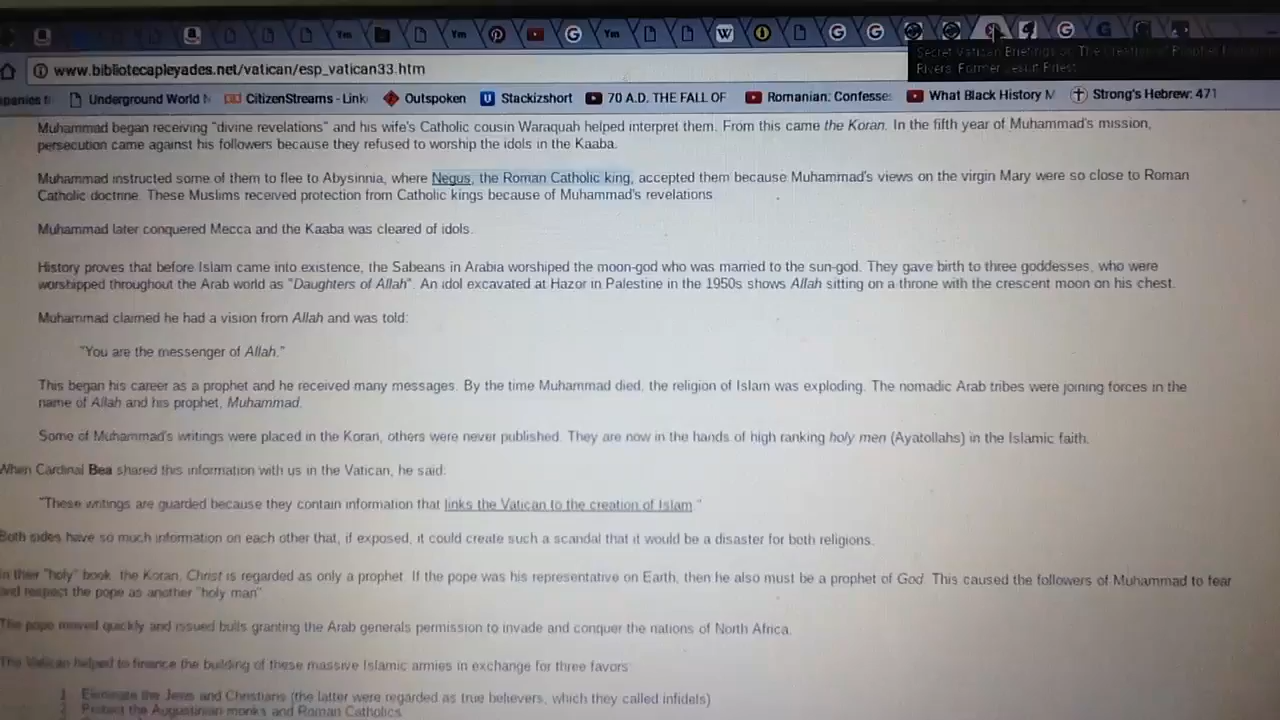 Ym
Ym
Ym
W
G
G
G
G
G
Secret Vatican Briefings on The Creation of Prophet
Rivers, Former Jesuit Priest
www.bibliotecapleyades.net/vatican/esp_vatican33.htm
Underground World CitizenStreams - Link Outspoken Stackizshort 70 A.D. THE FALL OF Romanian: Confesse What Black History M Strong's Hebrew: 471
Muhammad began receiving "divine revelations" and his wife's Catholic cousin Waraquah helped interpret them. From this came the Koran. In the fifth year of Muhammad's mission,
persecution came against his followers because they refused to worship the idols in the Kaaba.
Muhammad instructed some of them to flee to Abysinnia, where Negus, the Roman Catholic king, accepted them because Muhammad's views on the virgin Mary were so close to Roman
Catholic doctrine. These Muslims received protection from Catholic kings because of Muhammad's revelations.
Muhammad later conquered Mecca and the Kaaba was cleared of idols.
History proves that before Islam came into existence, the Sabeans in Arabia worshiped the moon-god who was married to the sun-god. They gave birth to three goddesses, who were
worshipped throughout the Arab world as "Daughters of Allah". An idol excavated at Hazor in Palestine in the 1950s shows Allah sitting on a throne with the crescent moon on his chest.
Muhammad claimed he had a vision from Allah and was told:
"You are the messenger of Allah."
This began his career as a prophet and he received many messages. By the time Muhammad died, the religion of Islam was exploding. The nomadic Arab tribes were joining forces in the
name of Allah and his prophet, Muhammad.
Some of Muhammad's writings were placed in the Koran, others were never published. They are now in the hands of high ranking holy men (Ayatollahs) in the Islamic faith.
When Cardinal Bea shared this information with us in the Vatican, he said:
"These writings are guarded because they contain information that links the Vatican to the creation of Islam."
Both sides have so much information on each other that, if exposed, it could create such a scandal that it would be a disaster for both religions.
In their "holy" book, the Koran, Christ is regarded as only a prophet. If the pope was his representative on Earth, then he also must be a prophet of God. This caused the followers of Muhammad to fear
and respect the pope as another "holy man".
The pope moved quickly and issued bulls granting the Arab generals permission to invade and conquer the nations of North Africa.
The Vatican helped to finance the building of these massive Islamic armies in exchange for three favors:
1. Eliminate the Jews and Christians (the latter were regarded as true believers, which they called infidels)
2. Protect the Augustinian monks and Roman Catholics